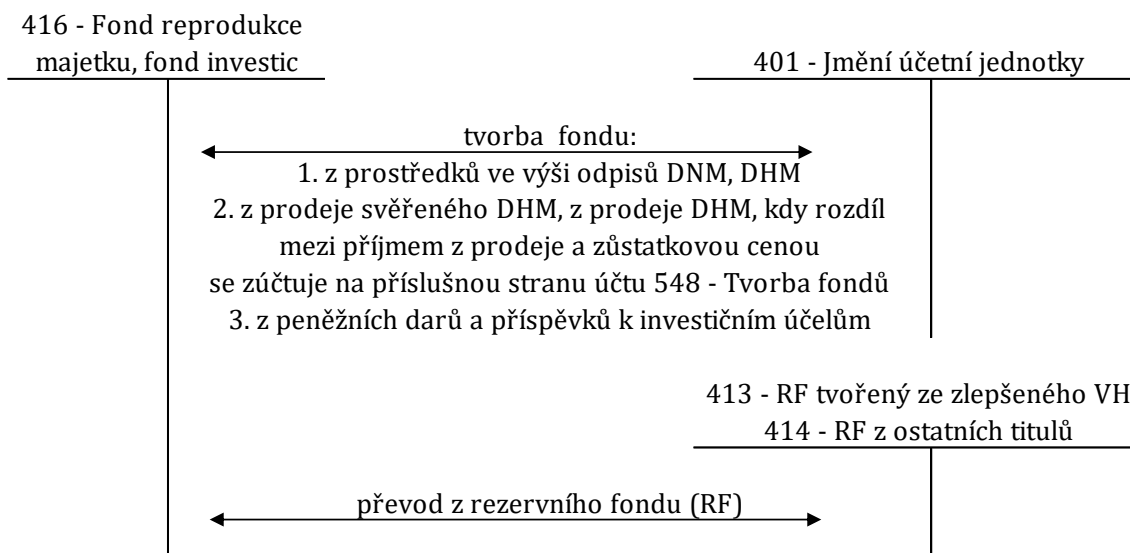 416 - Fond reprodukce
majetku, fond investic
401 - Jmění účetní jednotky
tvorba fondu:
1. z prostředků ve výši odpisů DNM, DHM
2. z prodeje svěřeného DHM, z prodeje DHM, kdy rozdíl
mezi příjmem z prodeje a zůstatkovou cenou
se zúčtuje na příslušnou stranu účtu 548 - Tvorba fondů
3. z peněžních darů a příspěvků k investičním účelům
413 - RF tvořený ze zlepšeného VH
414 - RF z ostatních titulů
převod z rezervního fondu (RF)